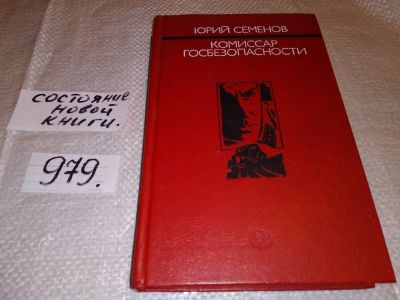 ЮРИЙ СЕМЕНОВ
КОМИССАР
ГОСБЕЗОПАСНОСТИ
СОСТОЯНИЕ
НОВОЙ
КНИГИ.
979.